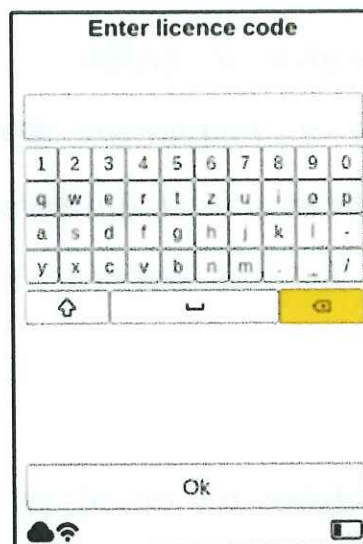 Enter licence code
1 2 3 4 5 6 7 8 9 0
q w e r t z u i o p
a s d f g h j k l -
y x c v b n m . _ /
Ok